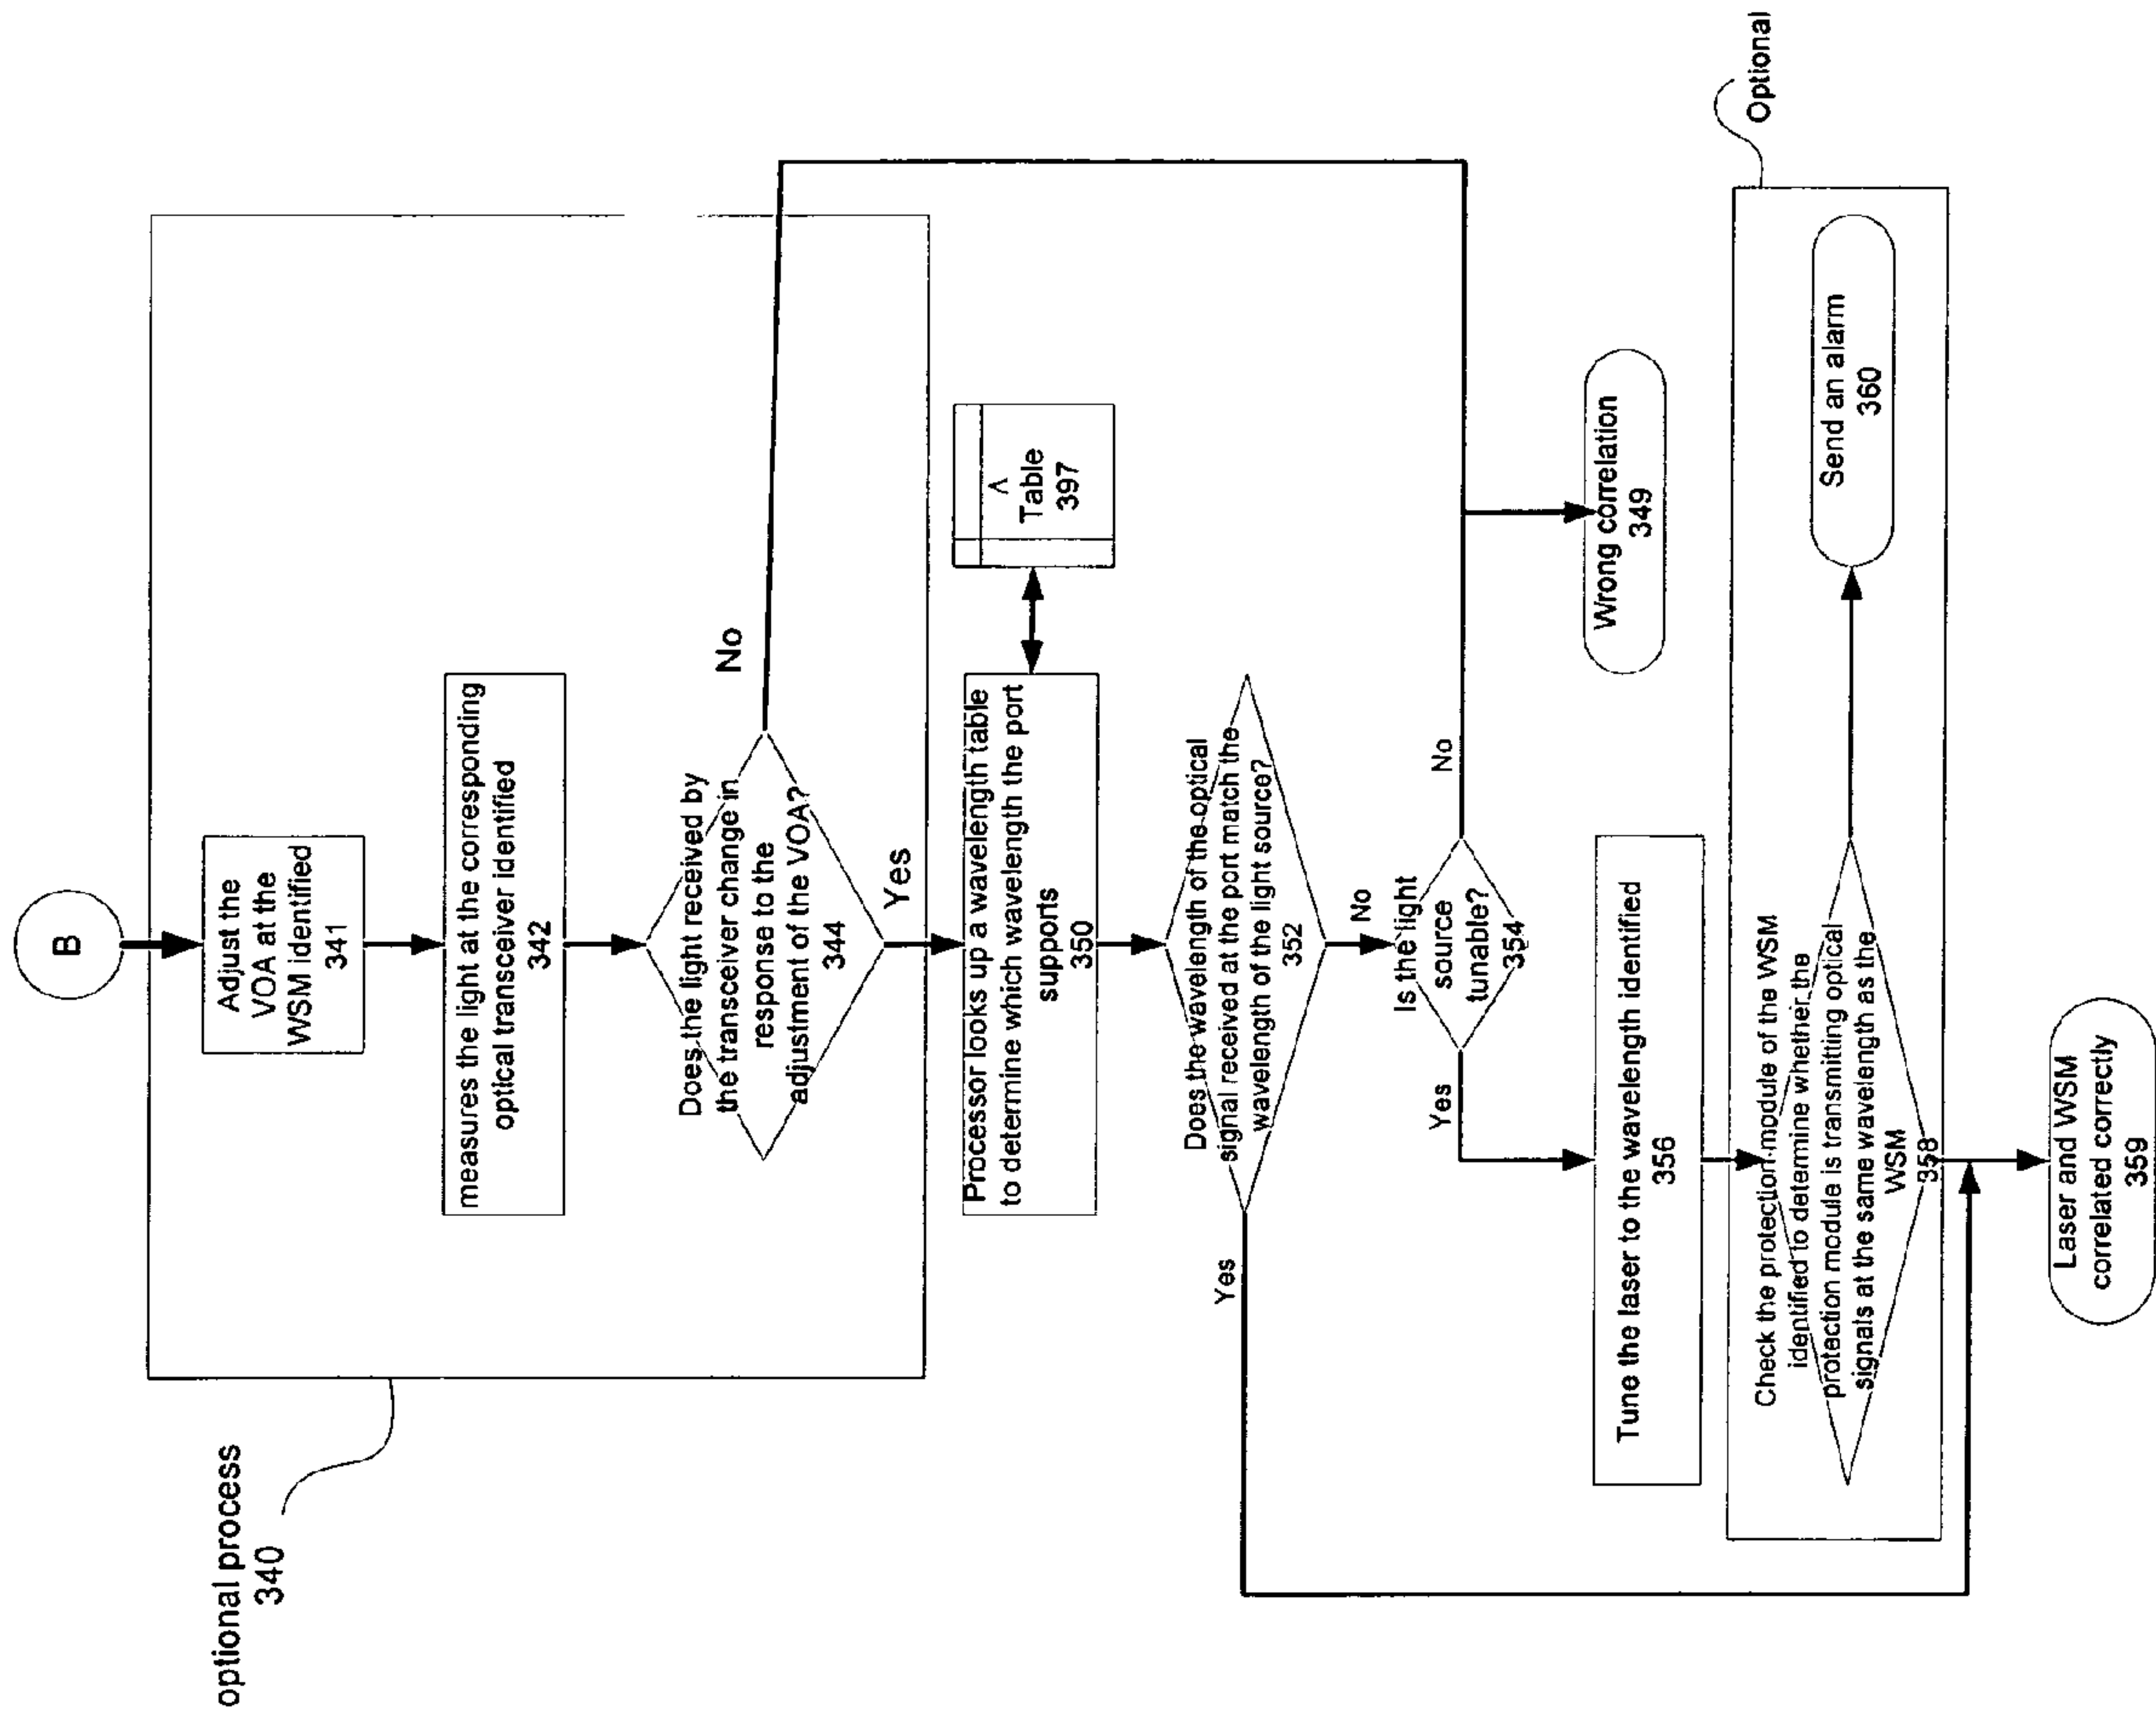 B
optional process
340
Adjust the
VOA at the
WSM identified
341
measures the light at the corresponding
optical transceiver identified
342
Does the light received by
the transceiver change in
response to the
adjustment of the VOA?
344
No
Yes
Processor looks up a wavelength table
to determine which wavelength the port
supports
350
Λ
Table
397
Does the wavelength of the optical
signal received at the port match the
wavelength of the light source?
352
Yes
No
Is the light
source
tunable?
354
Yes
No
Wrong correlation
349
Tune the laser to the wavelength identified
356
Optional
Check the protection module of the WSM
identified to determine whether the
protection module is transmitting optical
signals at the same wavelength as the
WSM
358
Send an alarm
360
Laser and WSM
correlated correctly
359